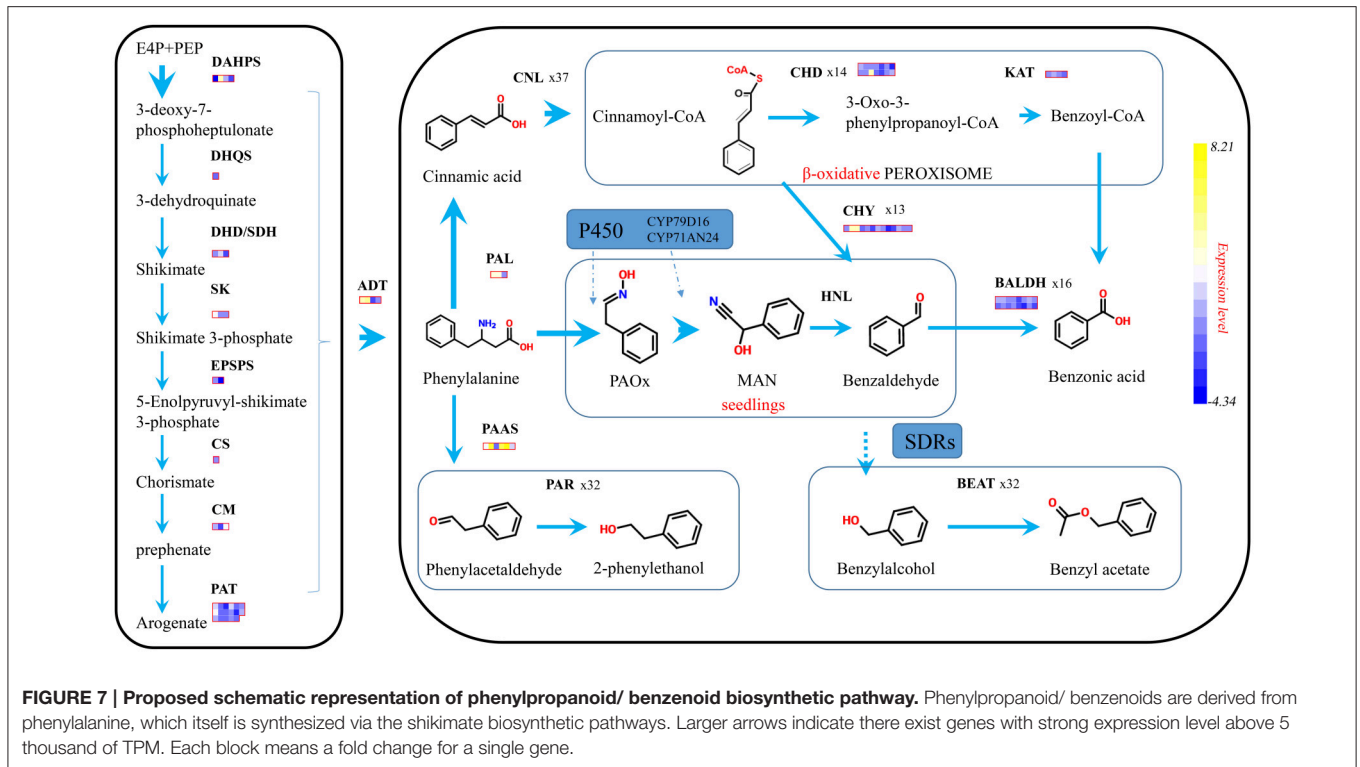 E4P+PEP
DAHPS
3-deoxy-7-
phosphoheptulonate
DHQS
3-dehydroquinate
DHD/SDH
Shikimate
SK
Shikimate 3-phosphate
EPSPS
5-Enolpyruvyl-shikimate
3-phosphate
CS
Chorismate
CM
prephenate
PAT
Arogenate
ADT
CNL x37
O
OH
Cinnamic acid
PAL
NH2
O
OH
Phenylalanine
PAAS
Cinnamoyl-CoA
CoA
S
O
CHD x14
3-Oxo-3-
phenylpropanoyl-CoA
KAT
Benzoyl-CoA
β-oxidative PEROXISOME
P450
CYP79D16
CYP71AN24
CHY x13
OH
N
PAOx
N
OH
MAN
seedlings
HNL
O
Benzaldehyde
BALDH x16
O
OH
Benzonic acid
8.21
Expression level
-4.34
SDRs
PAR x32
O
Phenylacetaldehyde
HO
2-phenylethanol
BEAT x32
HO
Benzylalcohol
O
O
Benzyl acetate
FIGURE 7 | Proposed schematic representation of phenylpropanoid/ benzenoid biosynthetic pathway. Phenylpropanoid/ benzenoids are derived from
phenylalanine, which itself is synthesized via the shikimate biosynthetic pathways. Larger arrows indicate there exist genes with strong expression level above 5
thousand of TPM. Each block means a fold change for a single gene.